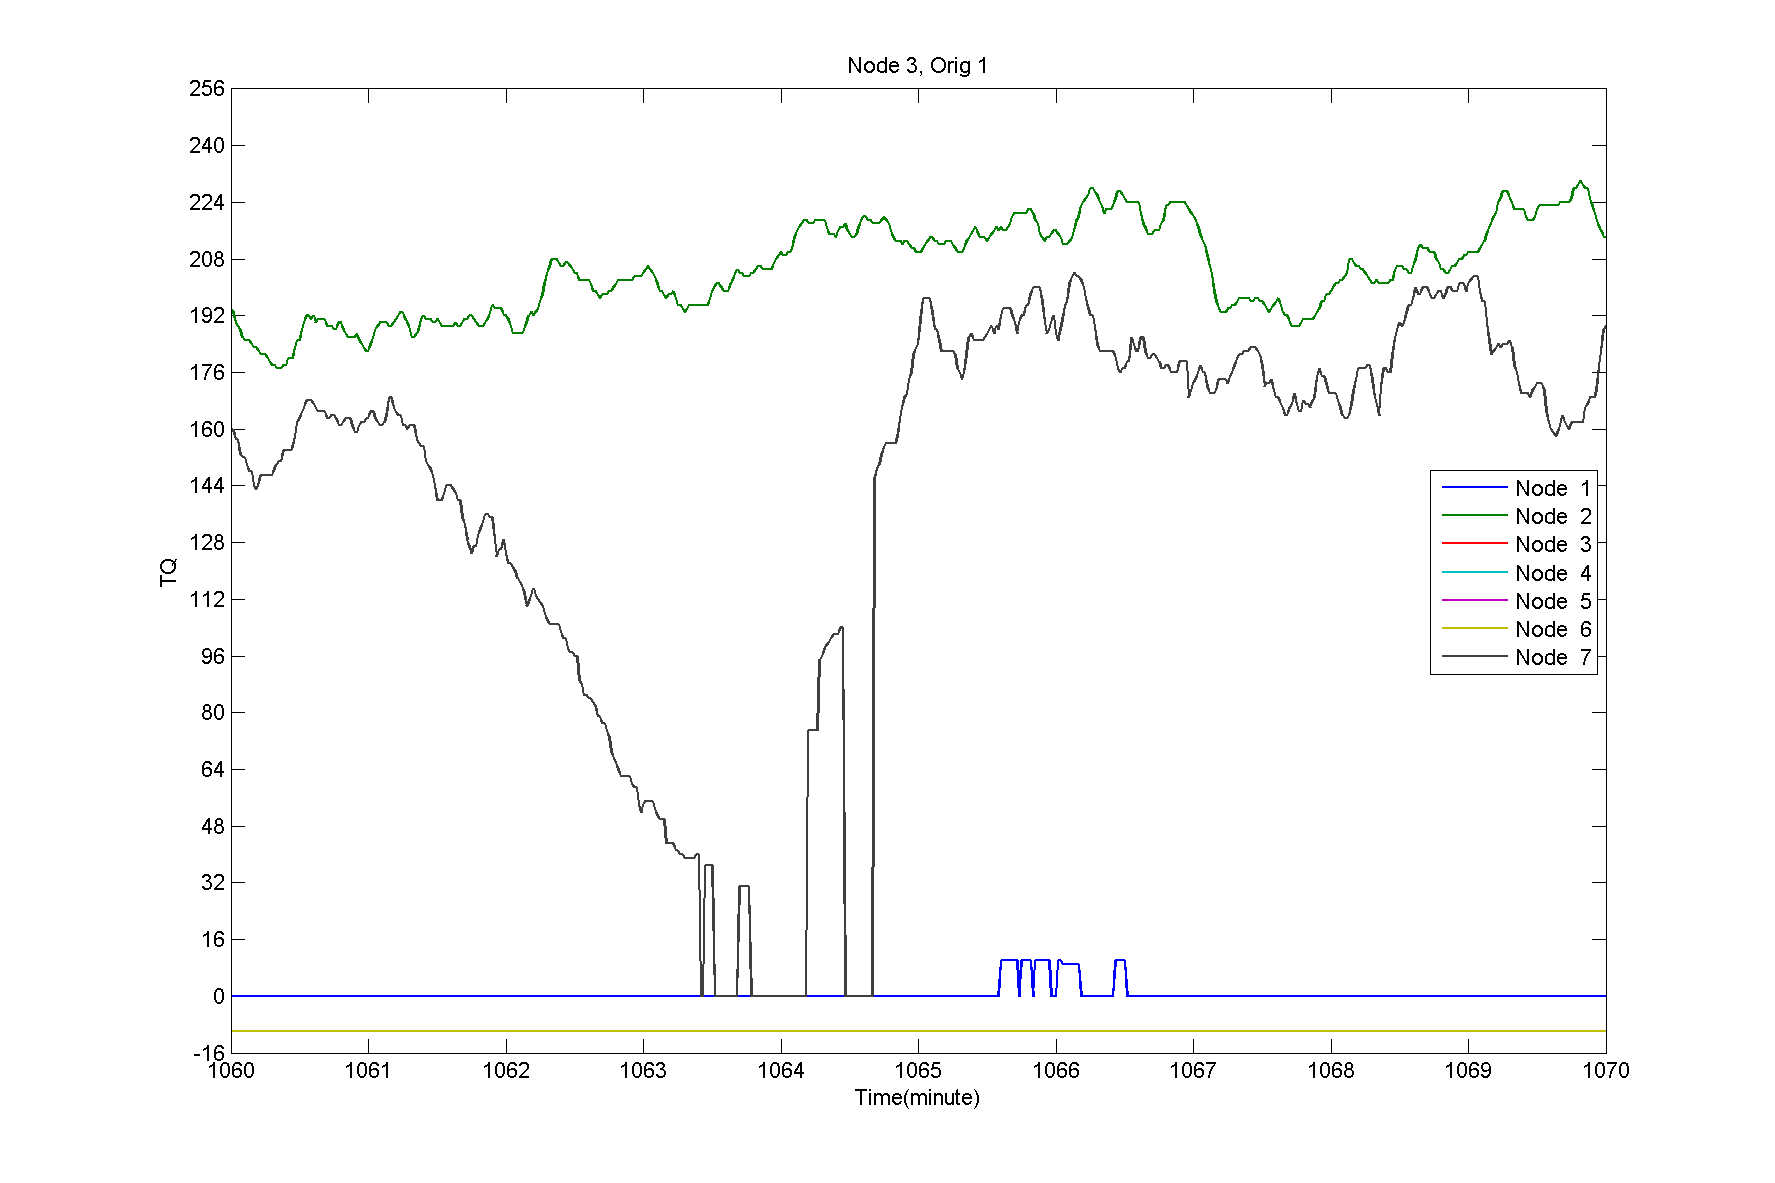 Node 3, Orig 1
256
240
224
208
192
176
160
144
128
112
96
80
64
48
32
16
0
-16
TQ
Node 1
Node 2
Node 3
Node 4
Node 5
Node 6
Node 7
1060 1061 1062 1063 1064 1065 1066 1067 1068 1069 1070
Time(minute)